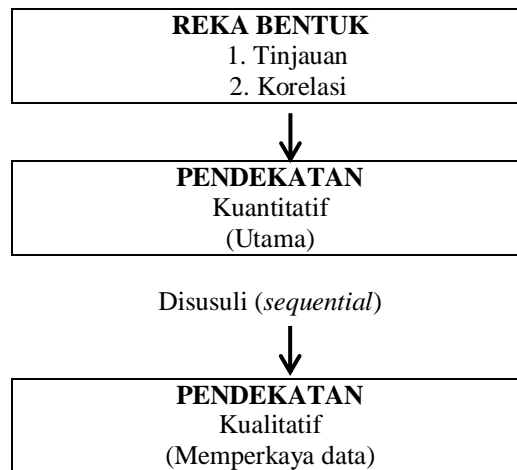 REKA BENTUK
1. Tinjauan
2. Korelasi
PENDEKATAN
Kuantitatif
(Utama)
Disusuli (sequential)
PENDEKATAN
Kualitatif
(Memperkaya data)